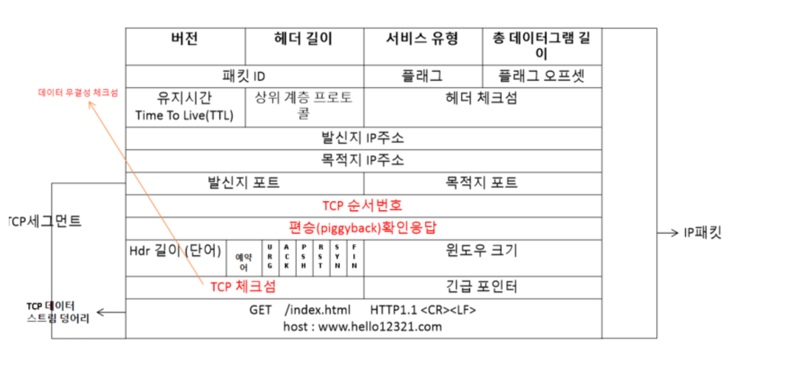 버전 헤더 길이 서비스 유형 총 데이터그램 길
이
패킷 ID 플래그 플래그 오프셋
데이터 우결성 체크섬
유지시간
Time To Live(TTL)
상위 계층 프로토
콜
헤더 체크섬
발신지 IP주소
목적지 IP주소
발신지 포트 목적지 포트
TCP 순서번호
TCP세그먼트
편승(piggyback)확인응답
IP패킷
Hdr 길이 (단어)
예약
어
URG
ACK
PSH
RST
SYN
FIN
윈도우 크기
TCP 체크섬 긴급 포인터
TCP 데이터
스트림 덩어리
GET /index.html HTTP1.1 <CR><LF>
host : www.hello12321.com